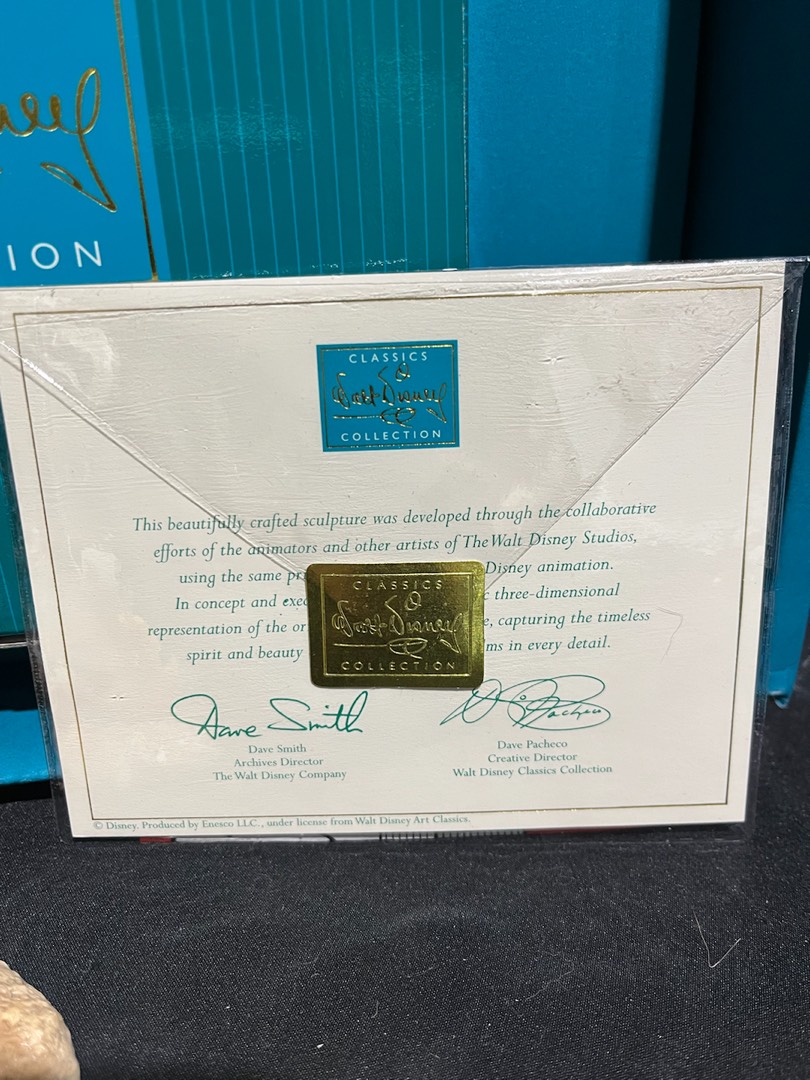 ION
CLASSICS
Walt Disney
COLLECTION
This beautifully crafted sculpture was developed through the collaborative
efforts of the animators and other artists of The Walt Disney Studios,
using the same Disney animation.
In concept and three-dimensional
representation of the capturing the timeless
spirit and beauty in every detail.
CLASSICS
Walt Disney
COLLECTION
Dave Smith
Dave Smith
Archives Director
The Walt Disney Company
D Pacheco
Dave Pacheco
Creative Director
Walt Disney Classics Collection
© Disney. Produced by Enesco LLC., under license from Walt Disney Art Classics.